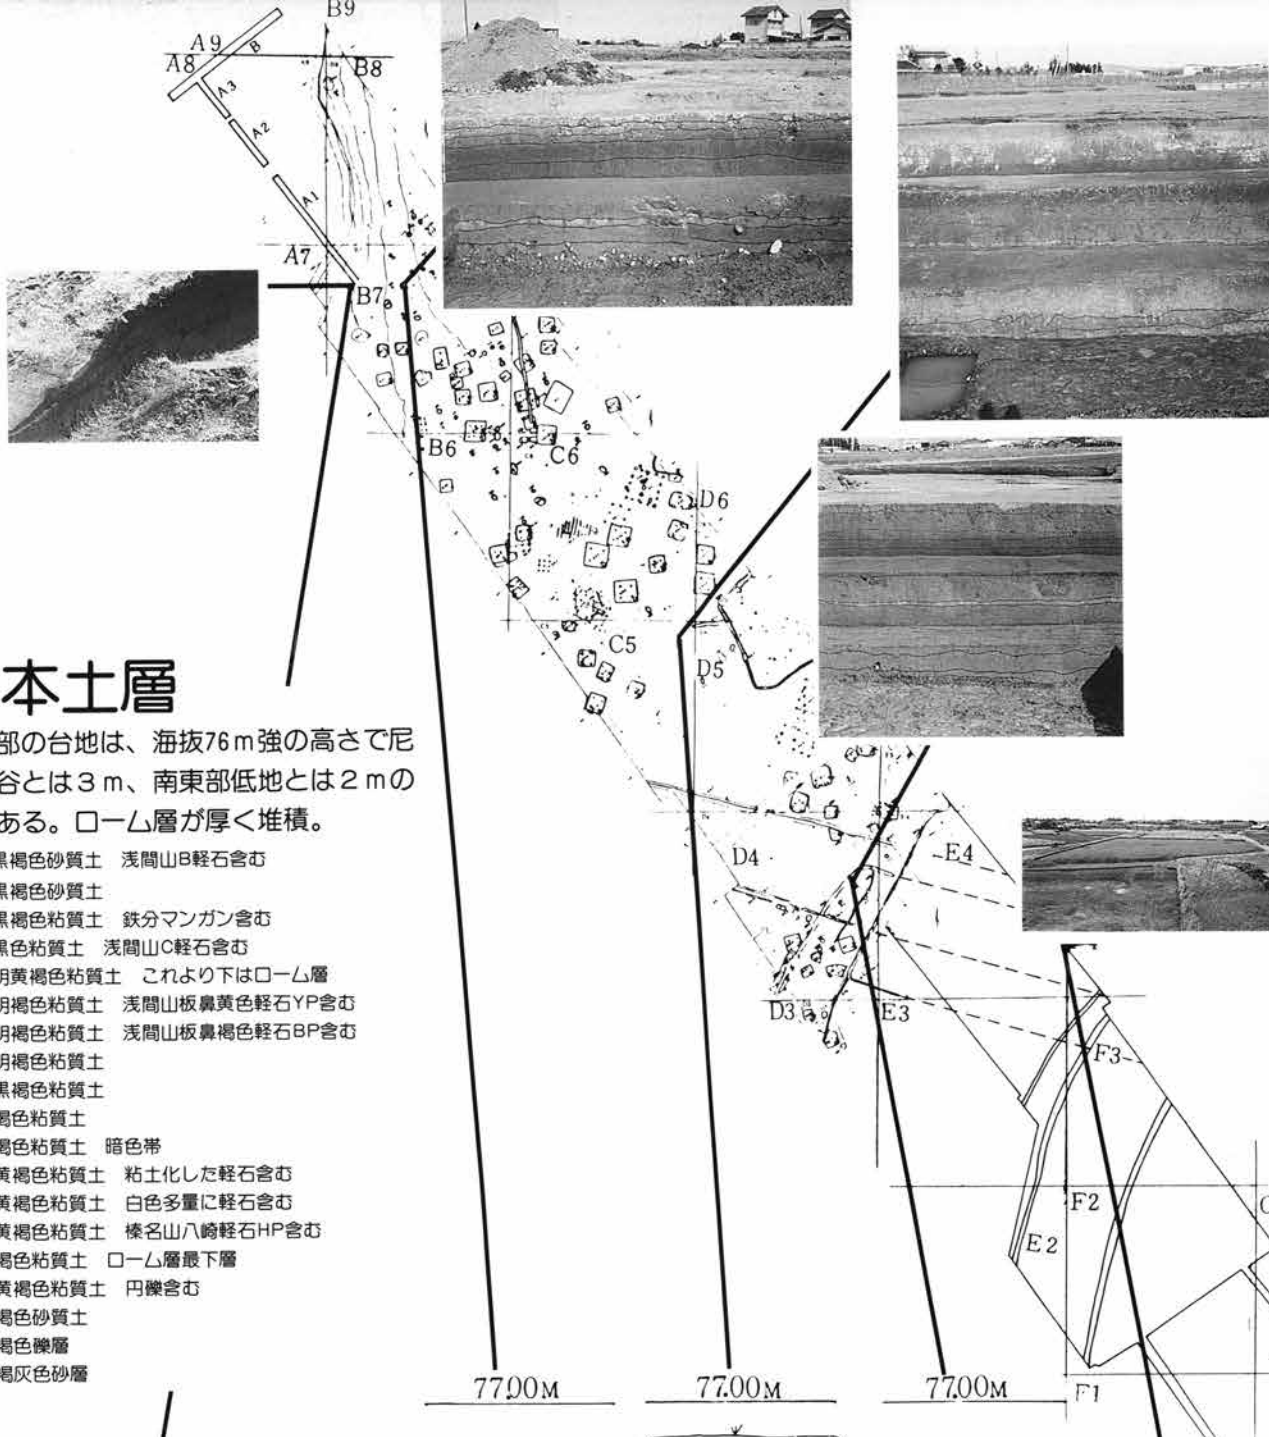 B9
A9
B
A8
B8
A3
A2
A1
A7
B7
B6
C6
D6
C5
D5
D4
E4
D3
E3
F3
F2
E2
F1
本土層
部の台地は、海抜76m強の高さで尼
谷とは3m、南東部低地とは2mの
ある。ローム層が厚く堆積。
黒褐色砂質土 浅間山B軽石含む
黒褐色砂質土
黒褐色粘質土 鉄分マンガン含む
黒色粘質土 浅間山C軽石含む
明黄褐色粘質土 これより下はローム層
明褐色粘質土 浅間山板鼻黄色軽石YP含む
明褐色粘質土 浅間山板鼻褐色軽石BP含む
明褐色粘質土
黒褐色粘質土
褐色粘質土
褐色粘質土 暗色帯
黄褐色粘質土 粘土化した軽石含む
黄褐色粘質土 白色多量に軽石含む
黄褐色粘質土 榛名山八崎軽石HP含む
褐色粘質土 ローム層最下層
黄褐色粘質土 円礫含む
褐色砂質土
褐色礫層
褐灰色砂層
77.00M
77.00M
77.00M